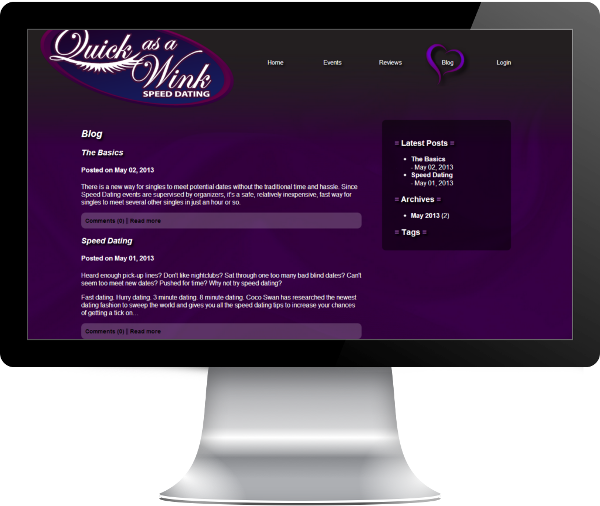 Quick as a
Wink
SPEED DATING
Home Events Reviews Blog Login
Blog
The Basics
Posted on May 02, 2013
There is a new way for singles to meet potential dates without the traditional time and hassle. Since
Speed Dating events are supervised by organizers, it's a safe, relatively inexpensive, fast way for
singles to meet several other singles in just an hour or so.
Comments (0) | Read more
Speed Dating
Posted on May 01, 2013
Heard enough pick-up lines? Don't like nightclubs? Sat through one too many bad blind dates? Can't
seem too meet new dates? Pushed for time? Why not try speed dating?
Fast dating. Hurry dating. 3 minute dating. 8 minute dating. Coco Swan has researched the newest
dating fashion to sweep the world and gives you all the speed dating tips to increase your chances
of getting a tick on...
Comments (0) | Read more
= Latest Posts =
• The Basics
- May 02, 2013
• Speed Dating
- May 01, 2013
= Archives =
• May 2013 (2)
= Tags =